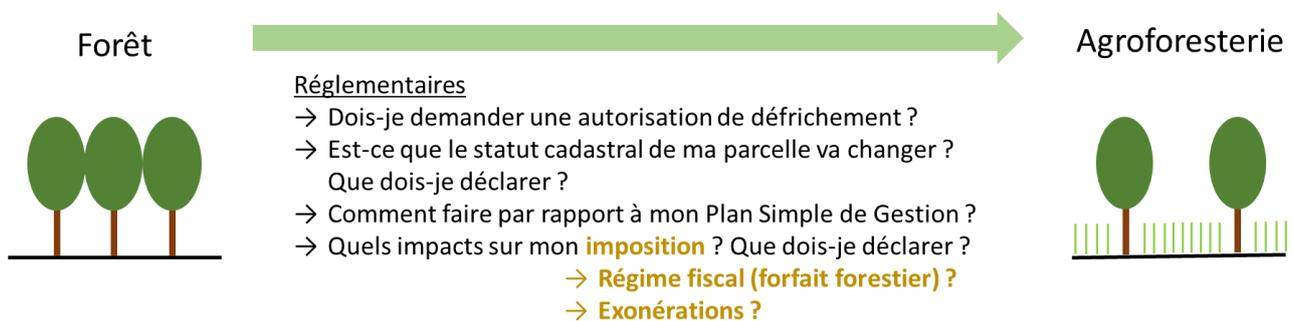 Forêt
Agroforesterie
Réglementaires
→ Dois-je demander une autorisation de défrichement ?
→ Est-ce que le statut cadastral de ma parcelle va changer ?
Que dois-je déclarer ?
→ Comment faire par rapport à mon Plan Simple de Gestion ?
→ Quels impacts sur mon imposition ? Que dois-je déclarer ?
→ Régime fiscal (forfait forestier) ?
→ Exonérations ?